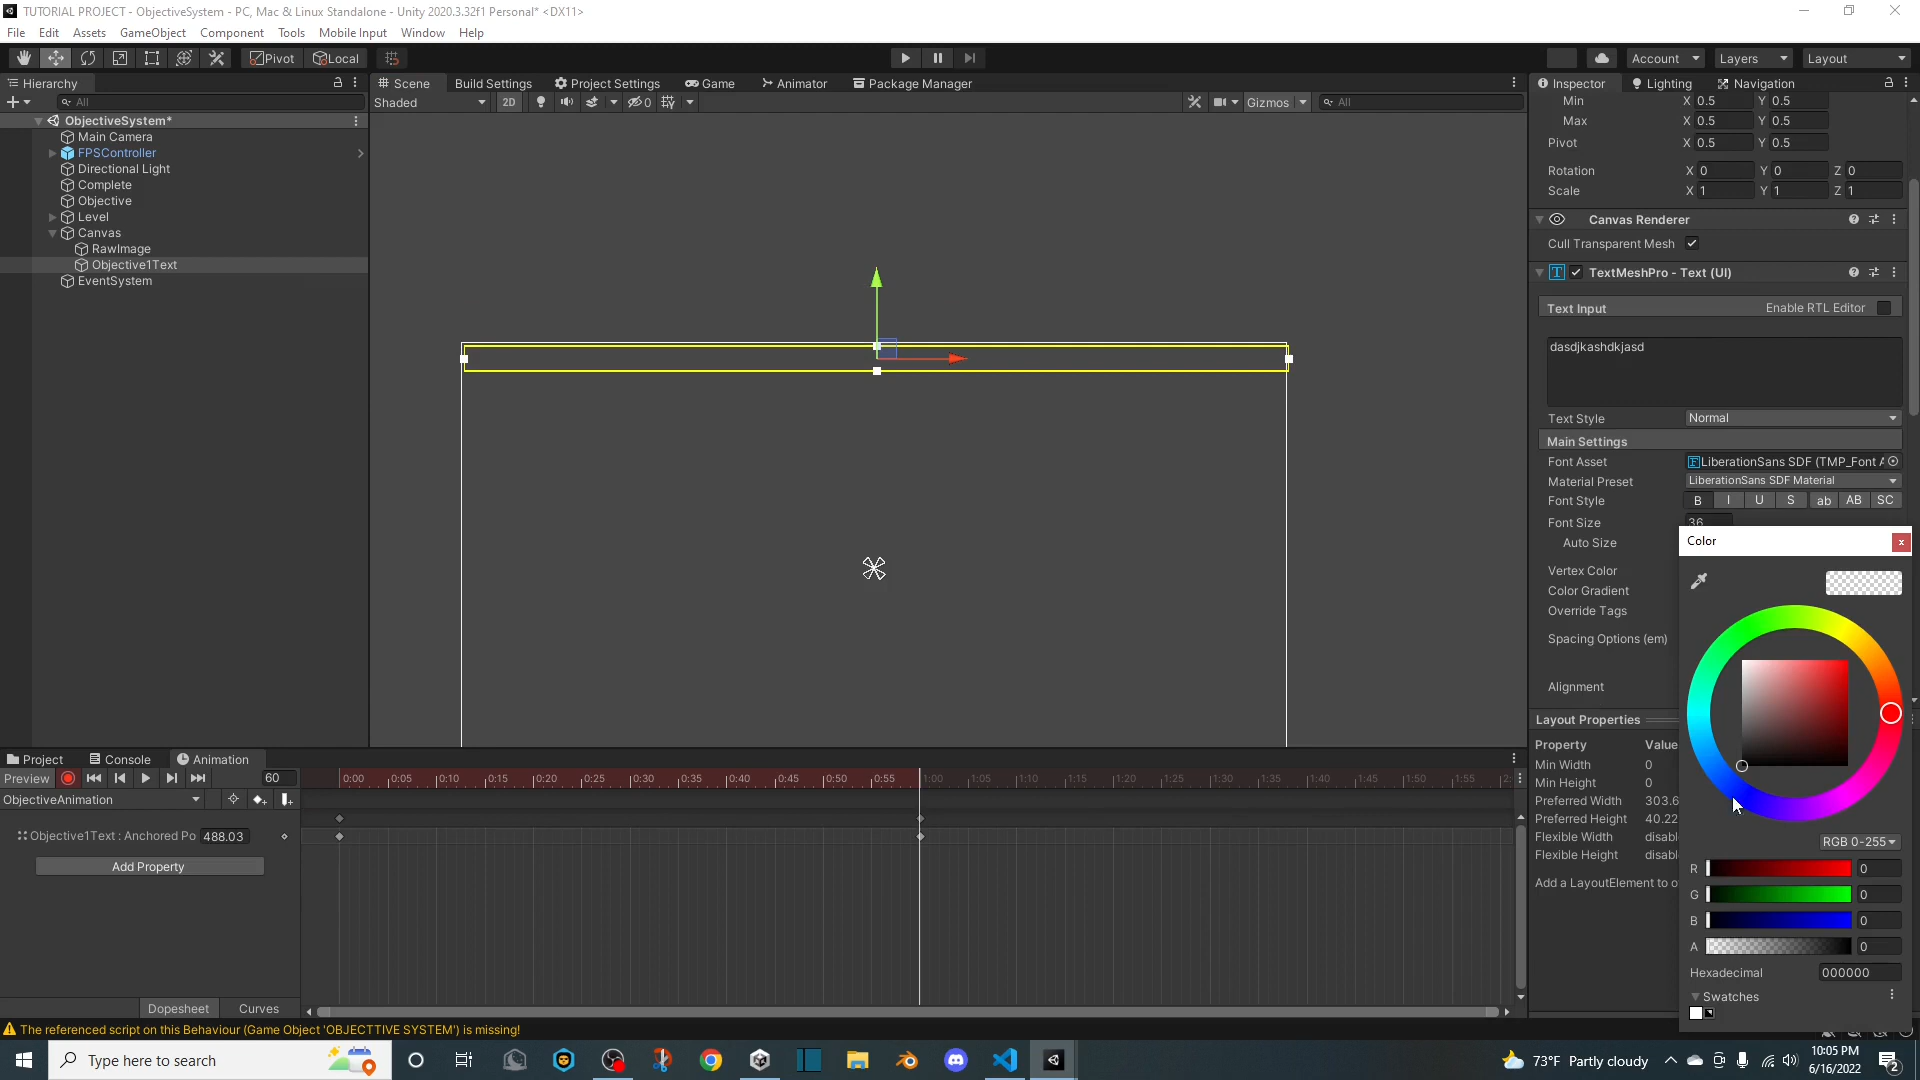 TUTORIAL PROJECT - ObjectiveSystem - PC, Mac & Linux Standalone - Unity 2020.3.32f1 Personal* <DX11>
File Edit Assets GameObject Component Tools Mobile Input Window Help
Pivot Local Account Layers Layout
Hierarchy
All
ObjectiveSystem*
Main Camera
FPSController
Directional Light
Complete
Objective
Level
Canvas
RawImage
Objective1Text
EventSystem
Scene Build Settings Project Settings Game Animator Package Manager
Shaded 2D 0 Gizmos All
Inspector Lighting Navigation
Min X 0.5 Y 0.5
Max X 0.5 Y 0.5
Pivot X 0.5 Y 0.5
Rotation X 0 Y 0 Z 0
Scale X 1 Y 1 Z 1
Canvas Renderer
Cull Transparent Mesh
TextMeshPro - Text (UI)
Text Input Enable RTL Editor
dasdjkashdkjasd
Text Style Normal
Main Settings
Font Asset LiberationSans SDF (TMP_Font A
Material Preset LiberationSans SDF Material
Font Style B I U S ab AB SC
Font Size 36
Auto Size
Vertex Color
Color Gradient
Override Tags
Spacing Options (em)
Alignment
Layout Properties
Property Value
Min Width 0
Min Height 0
Preferred Width 303.6
Preferred Height 40.22
Flexible Width disabl
Flexible Height disabl
Add a LayoutElement to o
Color
x
RGB 0-255
R 0
G 0
B 0
A 0
Hexadecimal 000000
Swatches
Project Console Animation
Preview 60
0:00 0:05 0:10 0:15 0:20 0:25 0:30 0:35 0:40 0:45 0:50 0:55 1:00 1:05 1:10 1:15 1:20 1:25 1:30 1:35 1:40 1:45 1:50 1:55 2:
ObjectiveAnimation
Objective1Text : Anchored Po 488.03
Add Property
Dopesheet Curves
The referenced script on this Behaviour (Game Object 'OBJECTTIVE SYSTEM') is missing!
Type here to search
73°F Partly cloudy
10:05 PM
6/16/2022
2